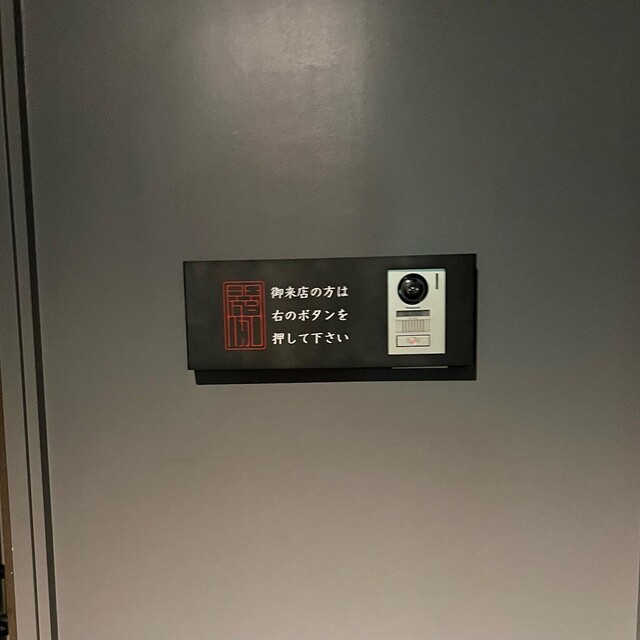 御来店の方は
右のボタンを
押して下さい